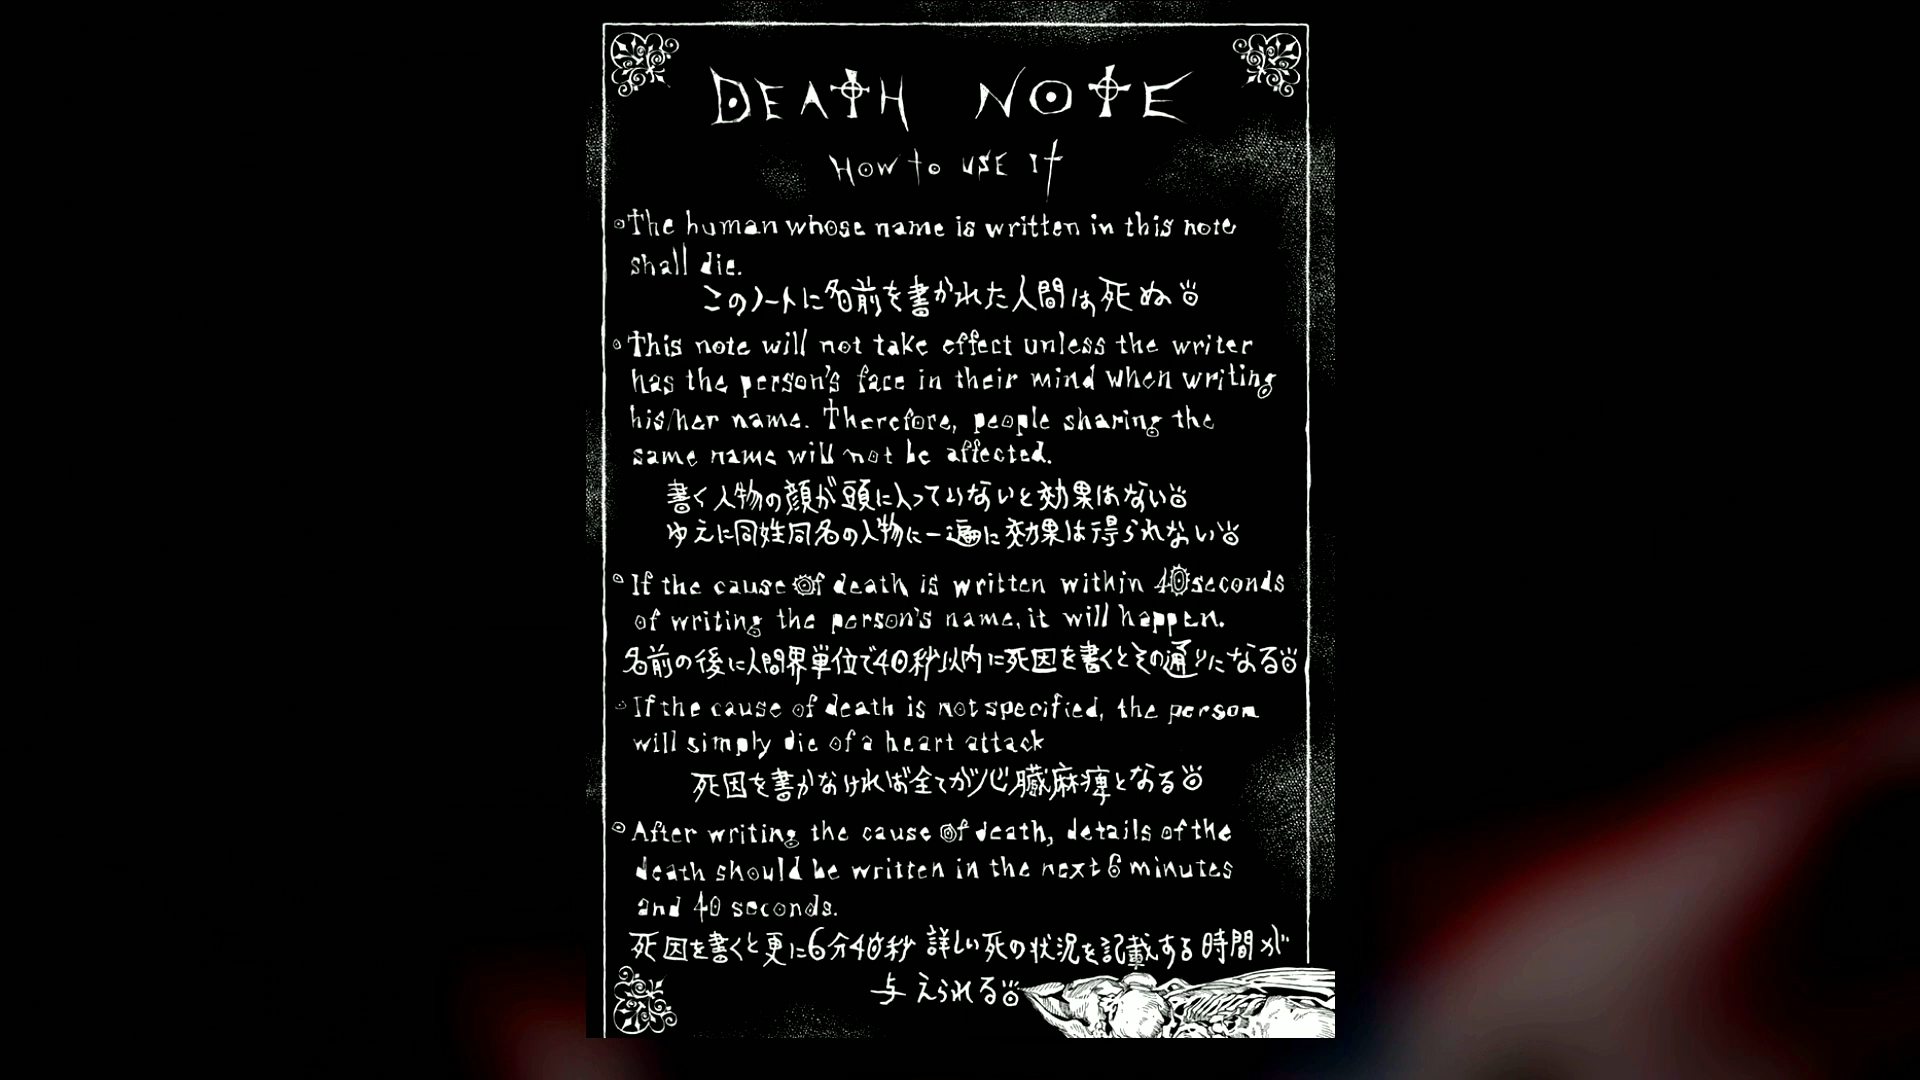 DEATH NOTE
How to use it
The human whose name is written in this note
shall die.
このノートに名前を書かれた人間は死ぬ
This note will not take effect unless the writer
has the person's face in their mind when writing
his/her name. Therefore, people sharing the
same name will not be affected.
書く人物の顔が頭に入っていないと効果はない
ゆえに同姓同名の人物に一遍に効果は得られない
If the cause of death is written within 40 seconds
of writing the person's name, it will happen.
名前の後に人間界単位で40秒以内に死因を書くとその通りになる
If the cause of death is not specified, the person
will simply die of a heart attack
死因を書かなければ全てが心臓麻痺となる
After writing the cause of death, details of the
death should be written in the next 6 minutes
and 40 seconds.
死因を書くと更に6分40秒 詳しい死の状況を記載する時間が
与えられる